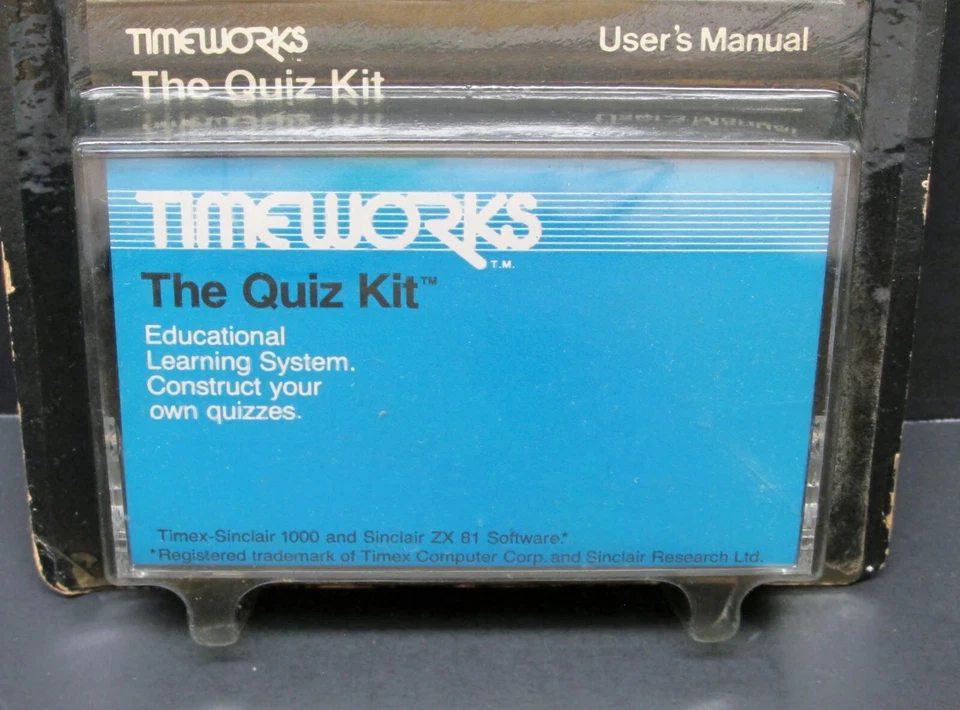 TIMEWORKS User's Manual
The Quiz Kit
TIMEWORKS T.M.
The Quiz Kit™
Educational
Learning System.
Construct your
own quizzes.
Timex-Sinclair 1000 and Sinclair ZX 81 Software.*
*Registered trademark of Timex Computer Corp. and Sinclair Research Ltd.